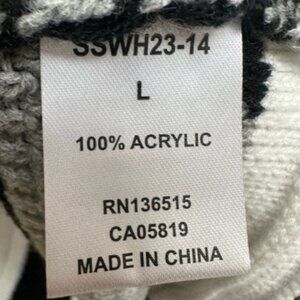 SSWH23-14
L
100% ACRYLIC
RN136515
CA05819
MADE IN CHINA